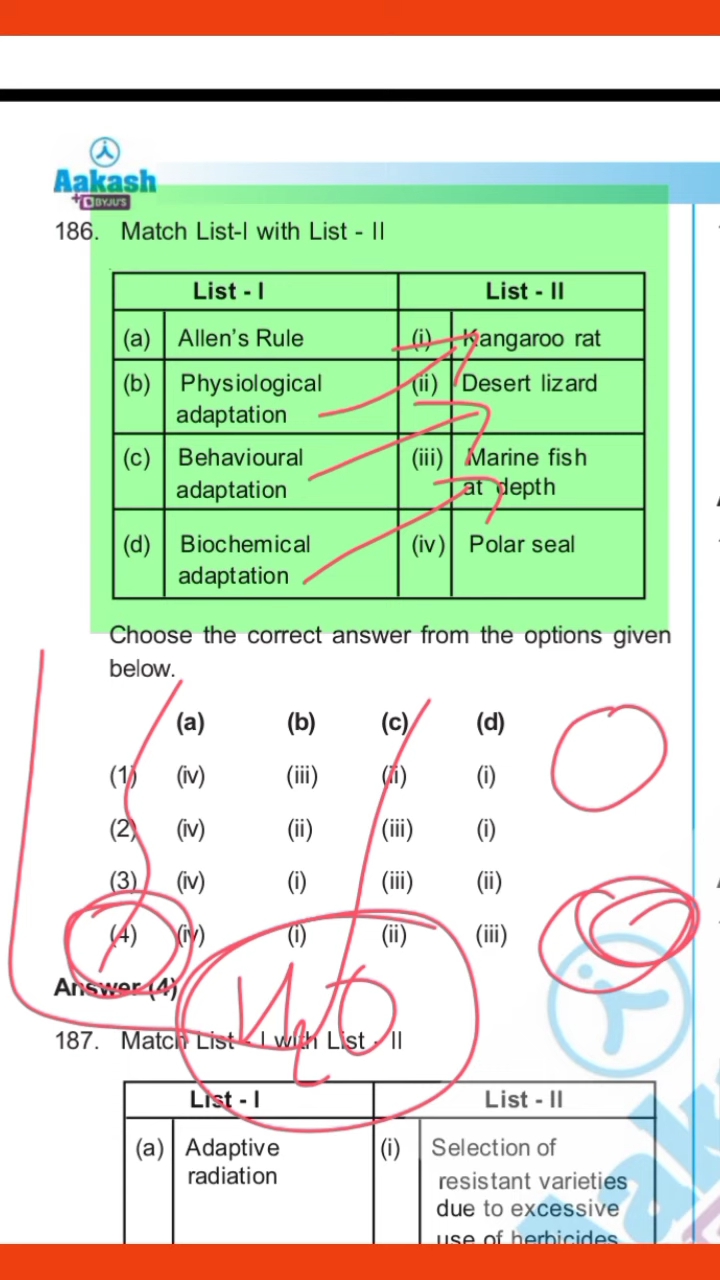 Aakash
+ BYJU'S
186. Match List-I with List - II
List - I List - II
(a) Allen's Rule (i) Kangaroo rat
(b) Physiological (ii) Desert lizard
adaptation
(c) Behavioural (iii) Marine fish
adaptation at depth
(d) Biochemical (iv) Polar seal
adaptation
Choose the correct answer from the options given
below.
(a) (b) (c) (d)
(1) (iv) (iii) (ii) (i)
(2) (iv) (ii) (iii) (i)
(3) (iv) (i) (iii) (ii)
(4) (iv) (i) (ii) (iii)
Answer (4)
H2O
187. Match List - I with List - II
List - I List - II
(a) Adaptive (i) Selection of
radiation resistant varieties
due to excessive
use of herbicides